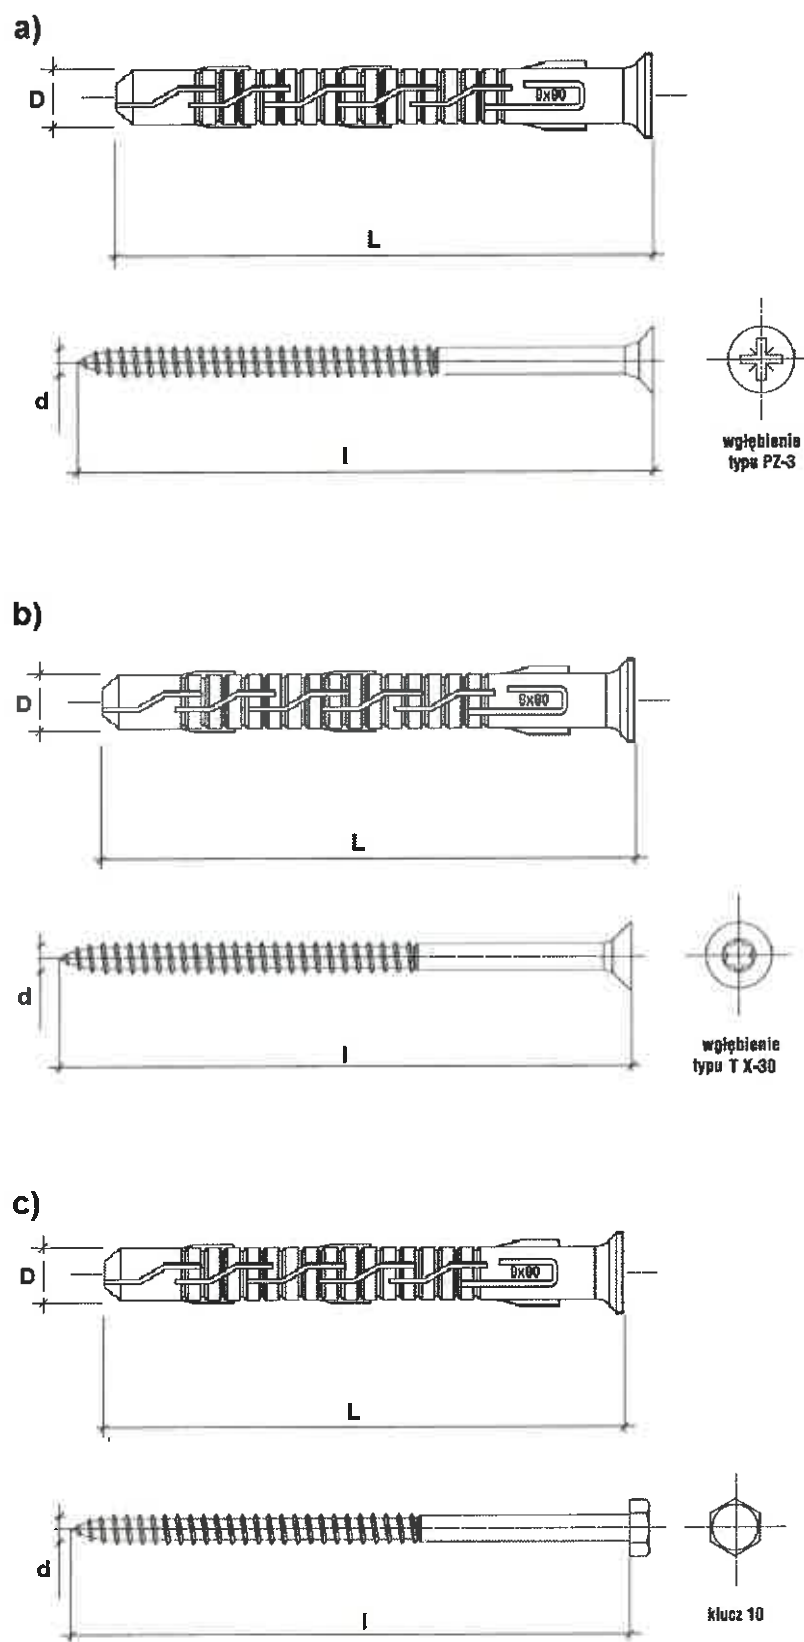 a)
D
8x80
L
d
l
wgłębienie
typu PZ-3
b)
D
8x80
L
d
l
wgłębienie
typu T X-30
c)
D
8x80
L
d
l
klucz 10